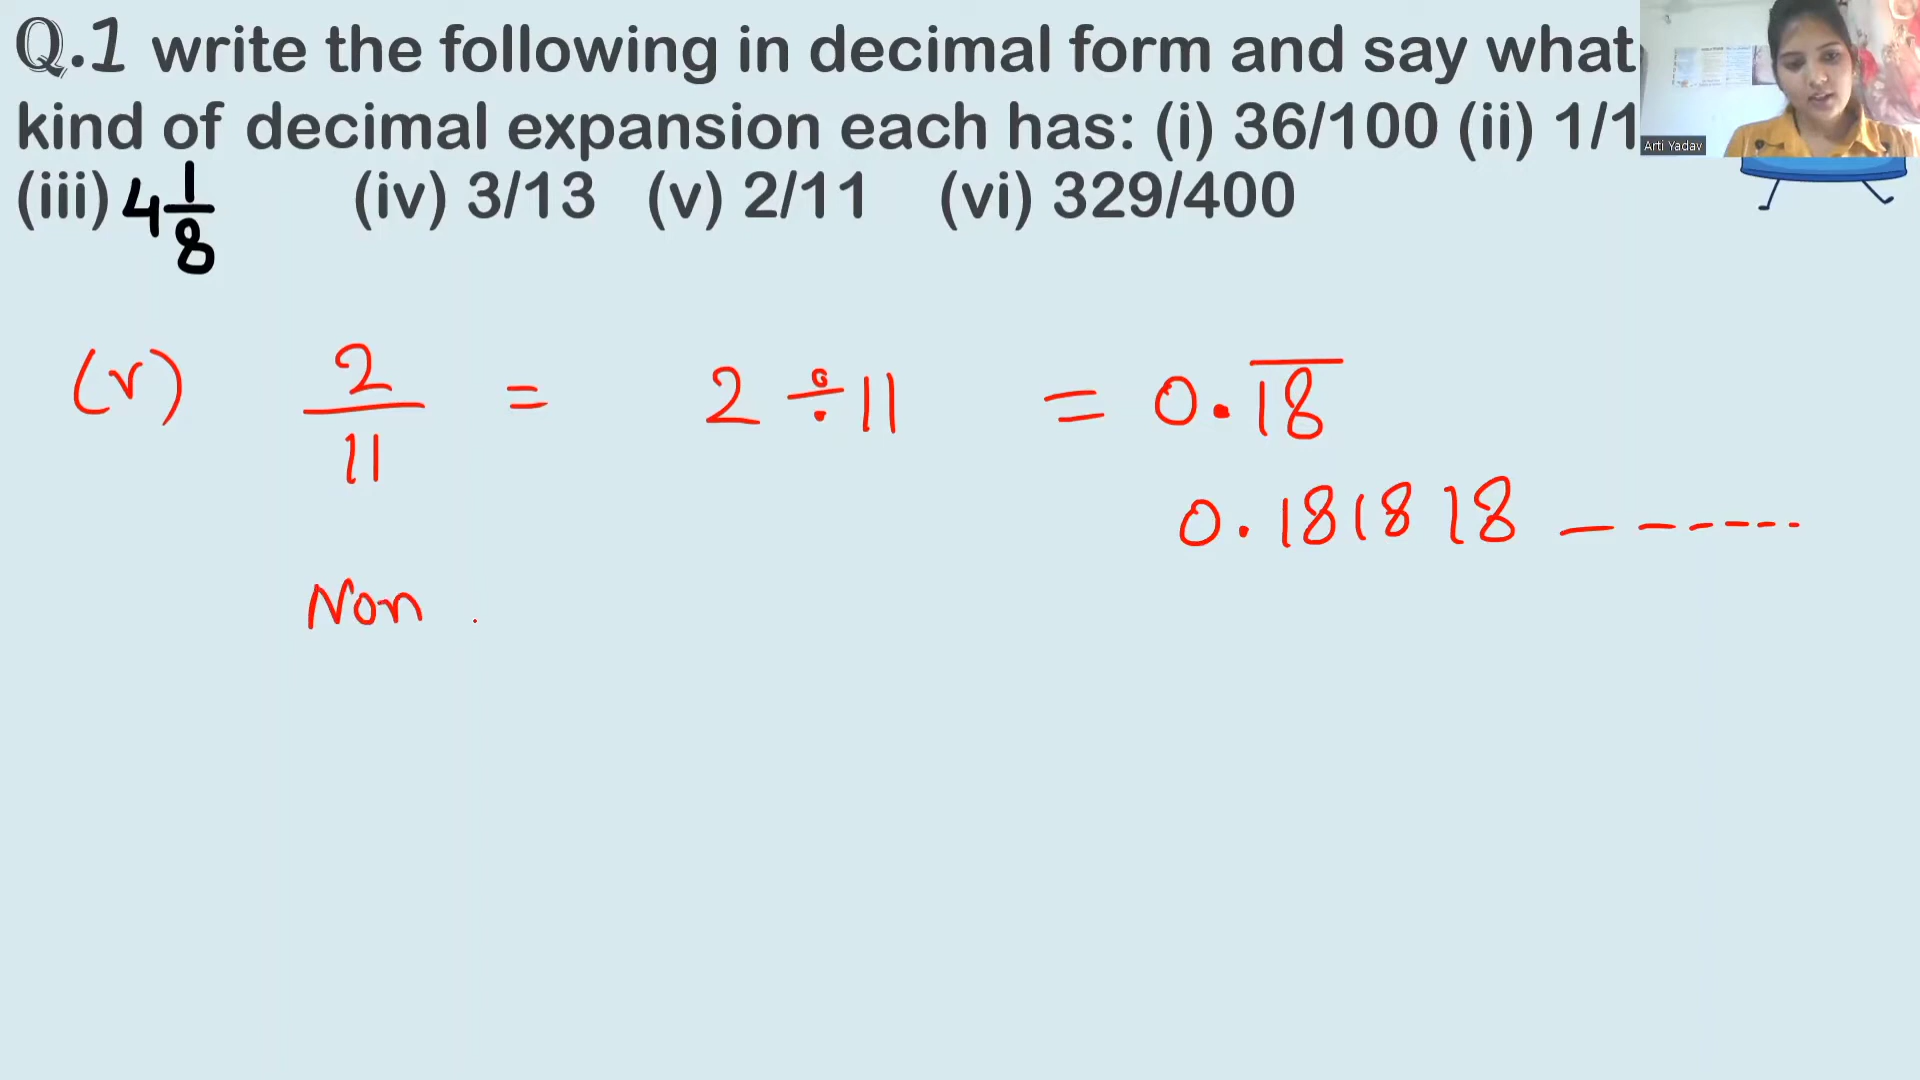 Q.1 write the following in decimal form and say what
kind of decimal expansion each has: (i) 36/100 (ii) 1/1
Arti Yadav
(iii) 4 1/8 (iv) 3/13 (v) 2/11 (vi) 329/400
(v) 2/11 = 2 ÷ 11 = 0.1̅8̅
0.181818 _ _ - - - - -
Non